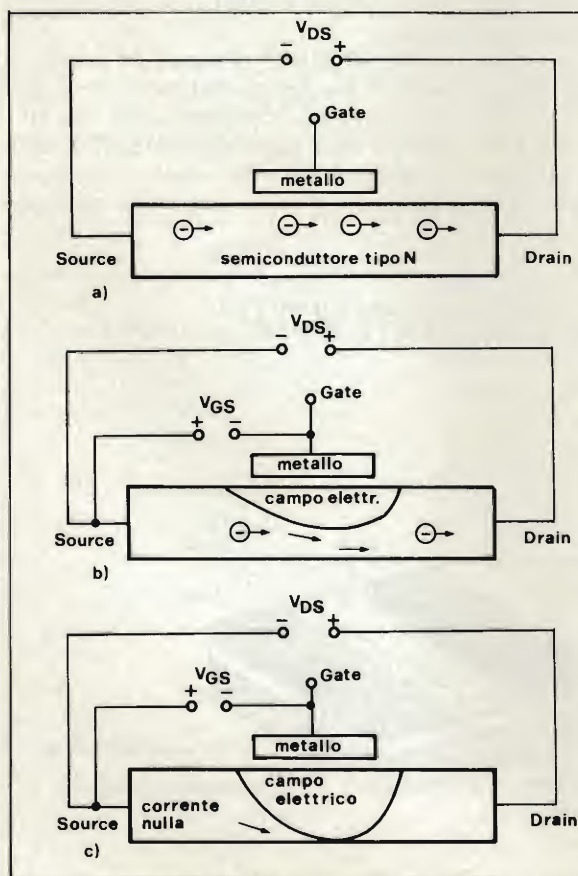 V_DS
− +
Gate
metallo
⊖→ ⊖→ ⊖→ ⊖→
Source semiconduttore tipo N Drain
a)
V_DS
− +
V_GS
+ −
Gate
metallo
campo elettr.
⊖→ ⊖→
Source Drain
b)
V_DS
− +
V_GS
+ −
Gate
metallo
campo
elettrico
corrente
nulla
Source Drain
c)